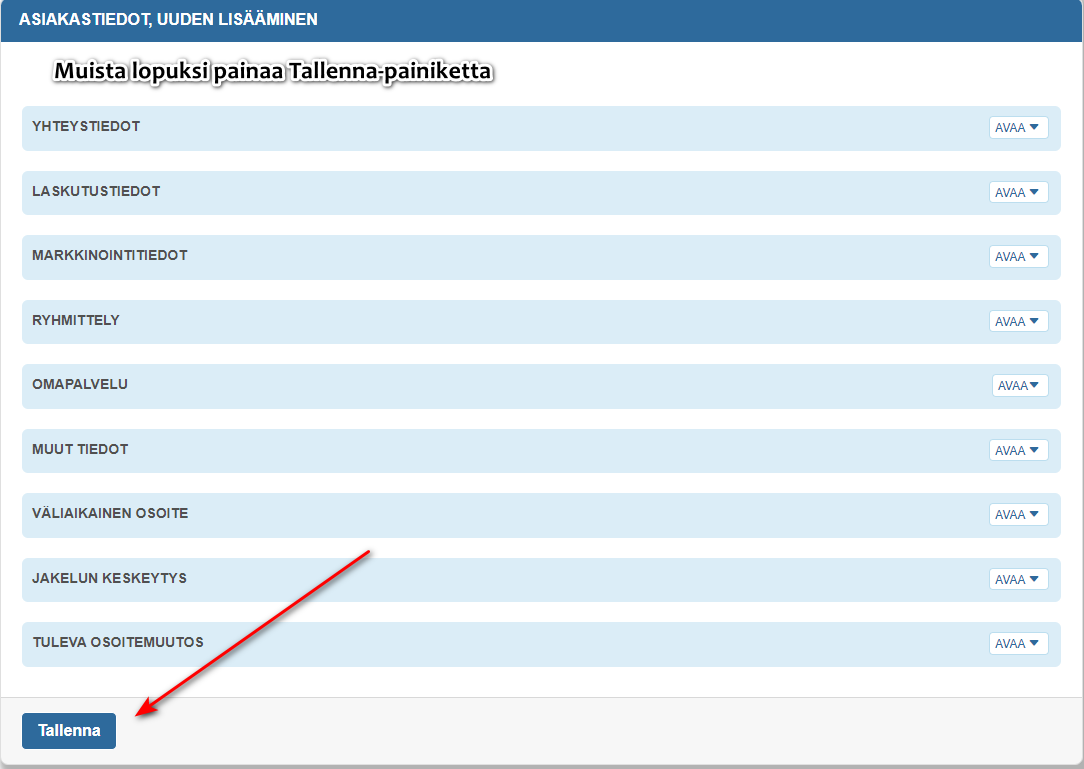 ASIAKASTIEDOT, UUDEN LISÄÄMINEN
Muista lopuksi painaa Tallenna-painiketta
YHTEYSTIEDOT AVAA
LASKUTUSTIEDOT AVAA
MARKKINOINTITIEDOT AVAA
RYHMITTELY AVAA
OMAPALVELU AVAA
MUUT TIEDOT AVAA
VÄLIAIKAINEN OSOITE AVAA
JAKELUN KESKEYTYS AVAA
TULEVA OSOITEMUUTOS AVAA
Tallenna